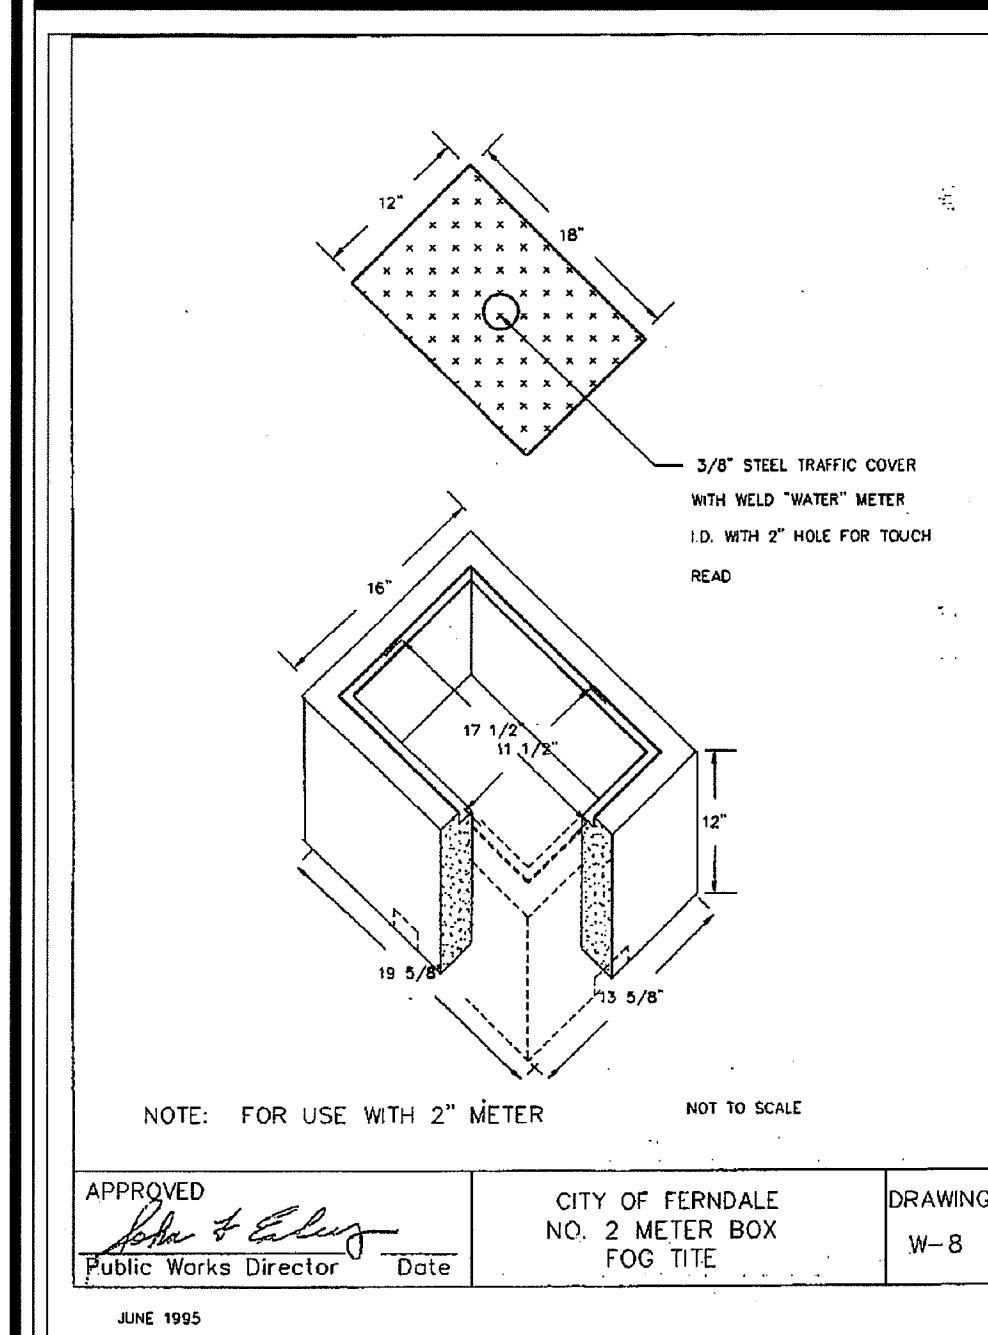 12"
18"
3/8" STEEL TRAFFIC COVER
WITH WELD "WATER" METER
I.D. WITH 2" HOLE FOR TOUCH
READ
16"
17 1/2"
11 1/2"
12"
19 5/8"
13 5/8"
NOTE: FOR USE WITH 2" METER
NOT TO SCALE
APPROVED
Public Works Director Date
CITY OF FERNDALE
NO. 2 METER BOX
FOG TITE
DRAWING
W-8
JUNE 1995